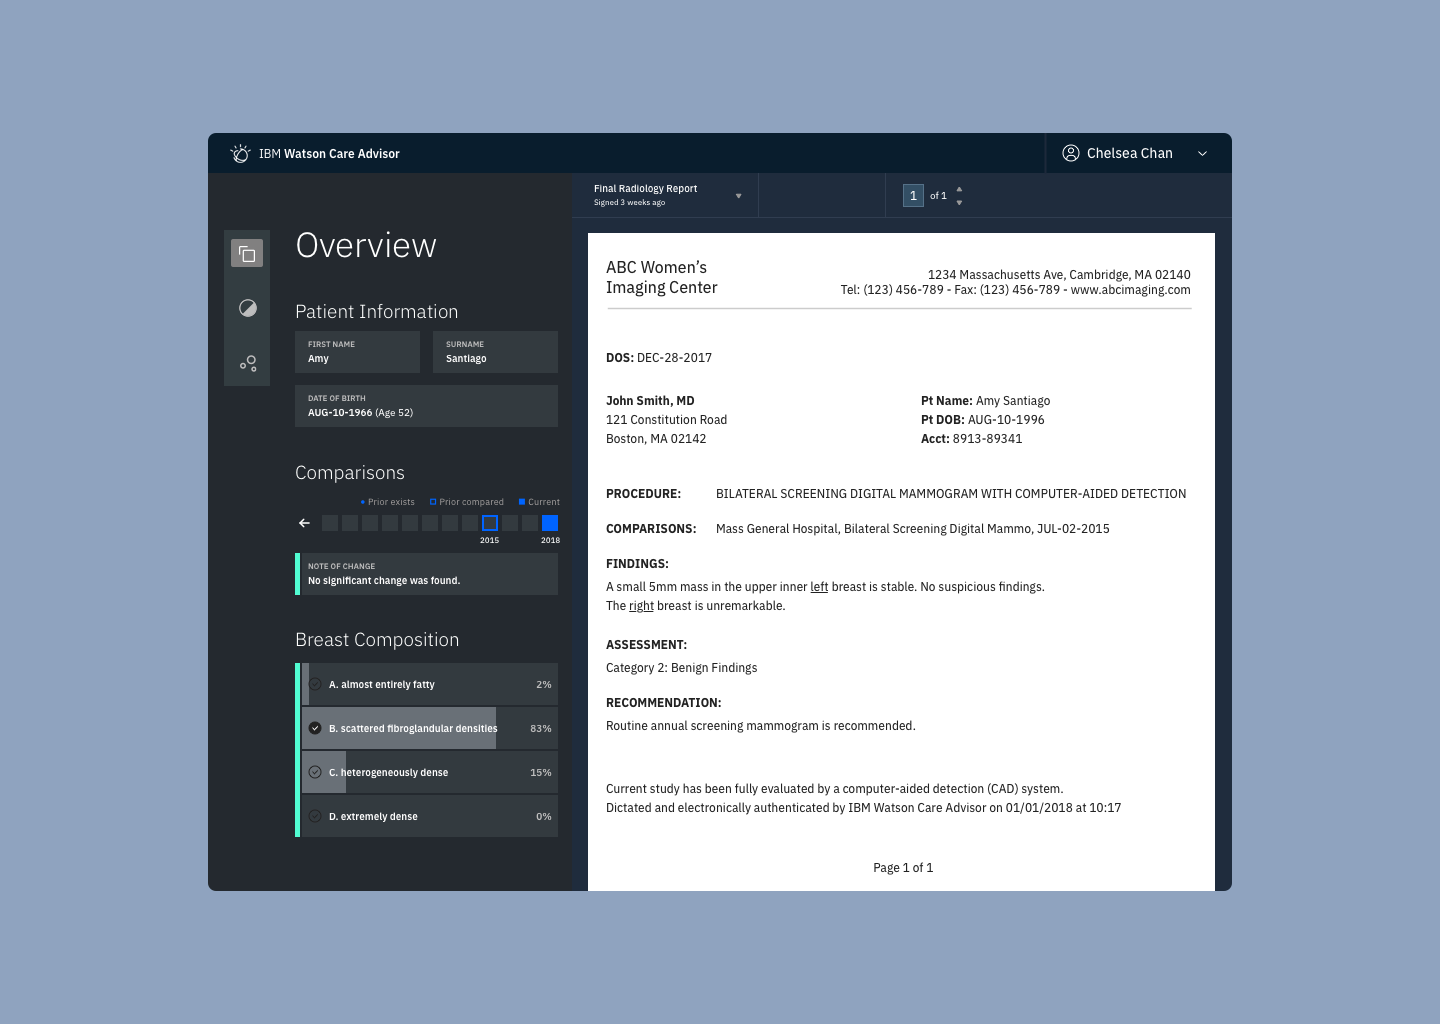 IBM Watson Care Advisor
Chelsea Chan
Overview
Patient Information
FIRST NAME
Amy
SURNAME
Santiago
DATE OF BIRTH
AUG-10-1966 (Age 52)
Comparisons
Prior exists
Prior compared
Current
2015
2018
NOTE OF CHANGE
No significant change was found.
Breast Composition
A. almost entirely fatty 2%
B. scattered fibroglandular densities 83%
C. heterogeneously dense 15%
D. extremely dense 0%
Final Radiology Report
Signed 3 weeks ago
1 of 1
ABC Women’s
Imaging Center
1234 Massachusetts Ave, Cambridge, MA 02140
Tel: (123) 456-789 - Fax: (123) 456-789 - www.abcimaging.com
DOS: DEC-28-2017
John Smith, MD
121 Constitution Road
Boston, MA 02142
Pt Name: Amy Santiago
Pt DOB: AUG-10-1996
Acct: 8913-89341
PROCEDURE: BILATERAL SCREENING DIGITAL MAMMOGRAM WITH COMPUTER-AIDED DETECTION
COMPARISONS: Mass General Hospital, Bilateral Screening Digital Mammo, JUL-02-2015
FINDINGS:
A small 5mm mass in the upper inner left breast is stable. No suspicious findings.
The right breast is unremarkable.
ASSESSMENT:
Category 2: Benign Findings
RECOMMENDATION:
Routine annual screening mammogram is recommended.
Current study has been fully evaluated by a computer-aided detection (CAD) system.
Dictated and electronically authenticated by IBM Watson Care Advisor on 01/01/2018 at 10:17
Page 1 of 1